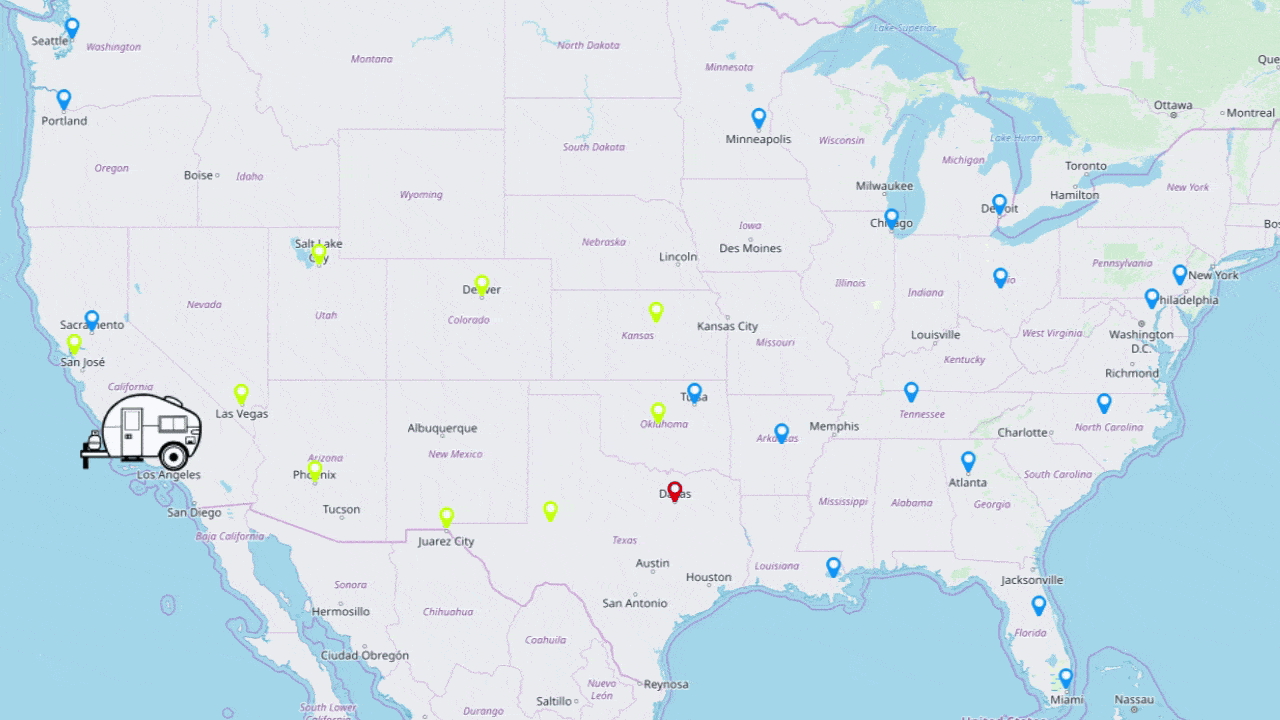 Lake Superior
Seattle
Washington
North Dakota
Montana
Minnesota
Que
Ottawa
Montreal
Portland
Minneapolis
Wisconsin
Lake Huron
South Dakota
Michigan
Toronto
Oregon
Boise
Idaho
Milwaukee
Hamilton
New York
Wyoming
Detroit
Chicago
Iowa
Bos
Nebraska
Des Moines
Salt Lake
City
Lincoln
Pennsylvania
New York
Denver
Illinois
Indiana
Nevada
Philadelphia
Utah
Colorado
Kansas
Kansas City
Sacramento
Louisville
West Virginia
Washington
D.C.
Missouri
San José
Kentucky
Richmond
California
Tulsa
Las Vegas
Tennessee
Oklahoma
Memphis
North Carolina
Albuquerque
Arkansas
Charlotte
New Mexico
Arizona
Los Angeles
Phoenix
South Carolina
Atlanta
Dallas
Mississippi
Alabama
Georgia
Tucson
San Diego
Baja California
Juarez City
Texas
Austin
Louisiana
Houston
Jacksonville
Sonora
San Antonio
Hermosillo
Chihuahua
Florida
Coahuila
Ciudad Obregón
Nuevo
León
Reynosa
Saltillo
Miami
Nassau
South Lower
California
Durango
United States